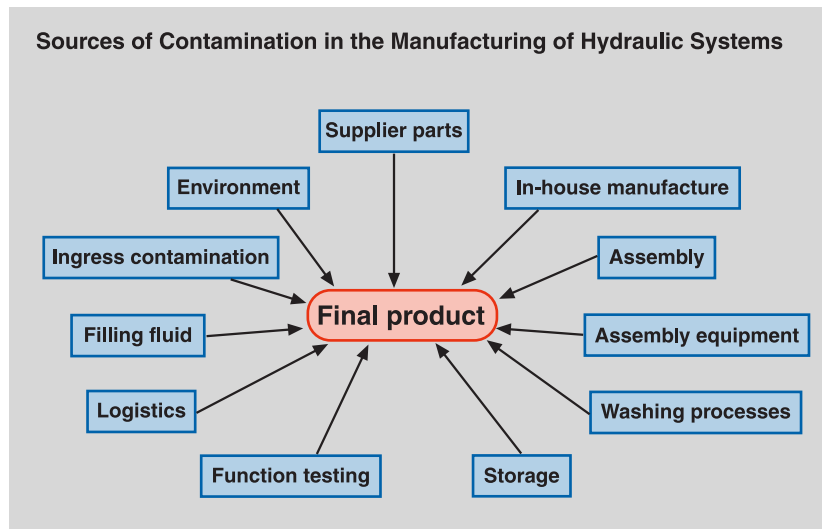 Sources of Contamination in the Manufacturing of Hydraulic Systems
Supplier parts
Environment
In-house manufacture
Ingress contamination
Assembly
Final product
Filling fluid
Assembly equipment
Logistics
Washing processes
Function testing
Storage